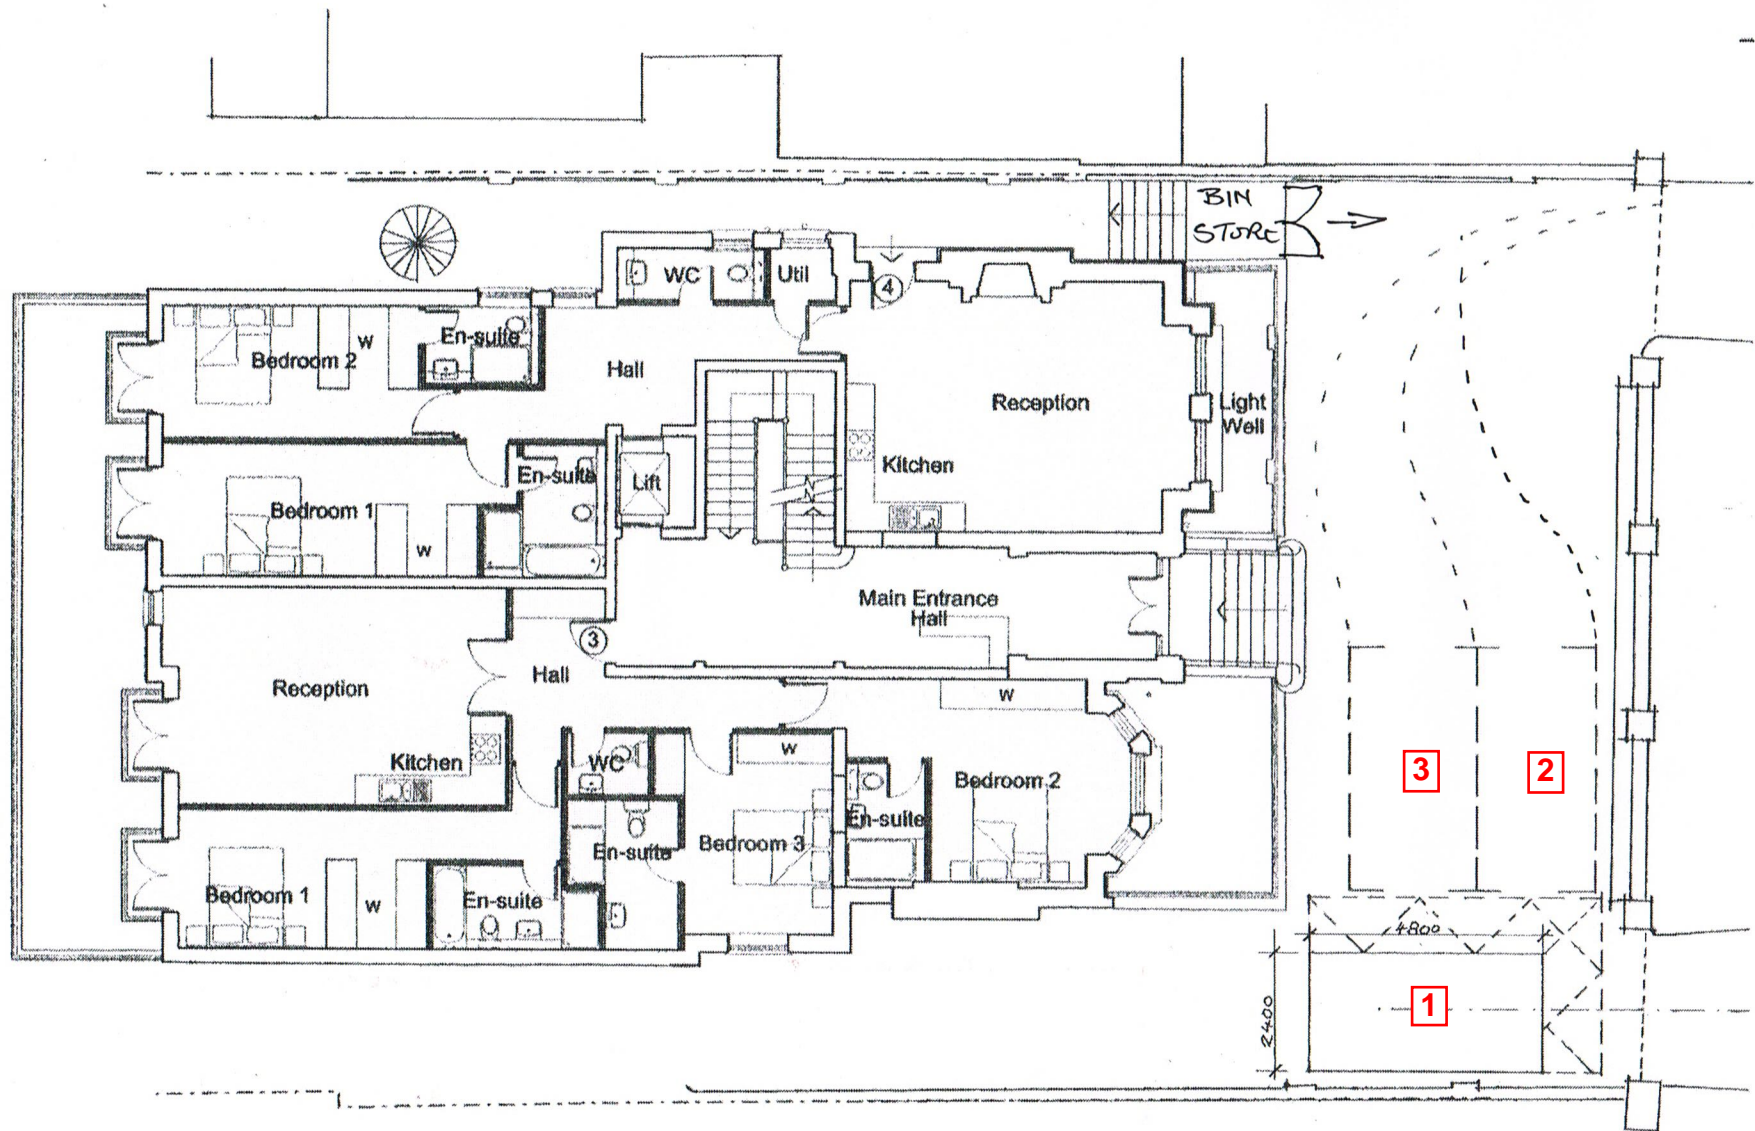 BIN
STORE
WC
Util
4
En-suite
W
Bedroom 2
Hall
Reception
Light
Well
Kitchen
En-suite
Lift
Bedroom 1
W
Main Entrance
Hall
3
Hall
Reception
W
W
Kitchen
WC
Bedroom 2
3
2
En-suite
Bedroom 3
En-suite
Bedroom 1
W
En-suite
4800
2400
1